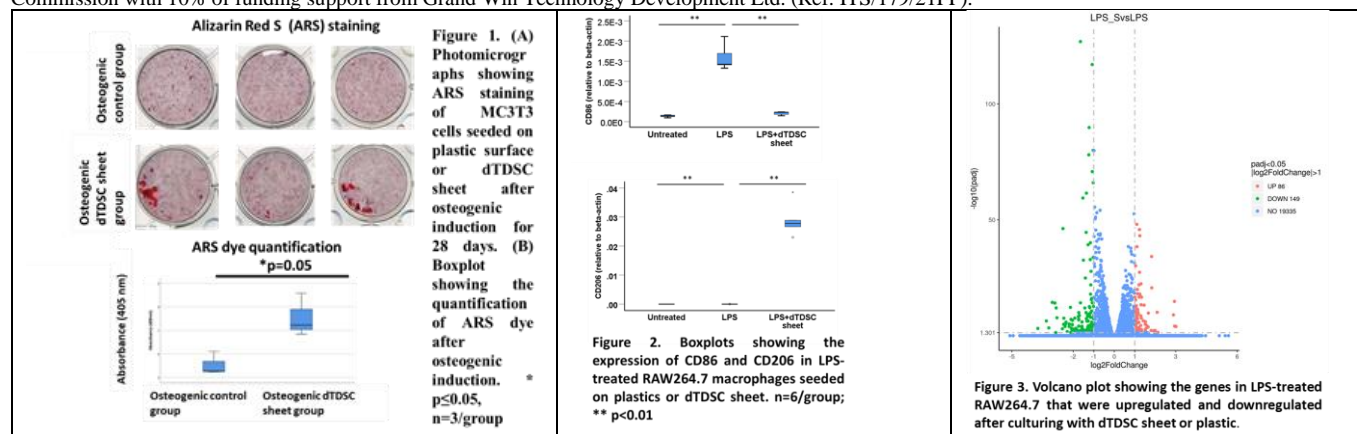 Commission with 10% of funding support from Grand Win Technology Development Ltd. (Ref: ITS/179/21FP).
Alizarin Red S (ARS) staining
Osteogenic
control group
Osteogenic
dTDSC sheet
group
ARS dye quantification
*p=0.05
Absorbance (405 nm)
Osteogenic control
group
Osteogenic dTDSC
sheet group
Figure 1. (A)
Photomicrogr
aphs showing
ARS staining
of MC3T3
cells seeded on
plastic surface
or dTDSC
sheet after
osteogenic
induction for
28 days. (B)
Boxplot
showing the
quantification
of ARS dye
after
osteogenic
induction. *
p≤0.05,
n=3/group
CD86 (relative to beta-actin)
2.5E-3
2.0E-3
1.5E-3
1.0E-3
5.0E-4
0.0E0
**
**
Untreated
LPS
LPS+dTDSC
sheet
CD206 (relative to beta-actin)
.04
.03
.02
.01
.00
**
**
Untreated
LPS
LPS+dTDSC
sheet
Figure 2. Boxplots showing the
expression of CD86 and CD206 in LPS-
treated RAW264.7 macrophages seeded
on plastics or dTDSC sheet. n=6/group;
** p<0.01
LPS_SvsLPS
-log10(padj)
100
50
1.301
-5
-2
-1
0
1
3
6
log2FoldChange
padj<0.05
|log2FoldChange|>1
UP 86
DOWN 149
NO 19335
Figure 3. Volcano plot showing the genes in LPS-treated
RAW264.7 that were upregulated and downregulated
after culturing with dTDSC sheet or plastic.